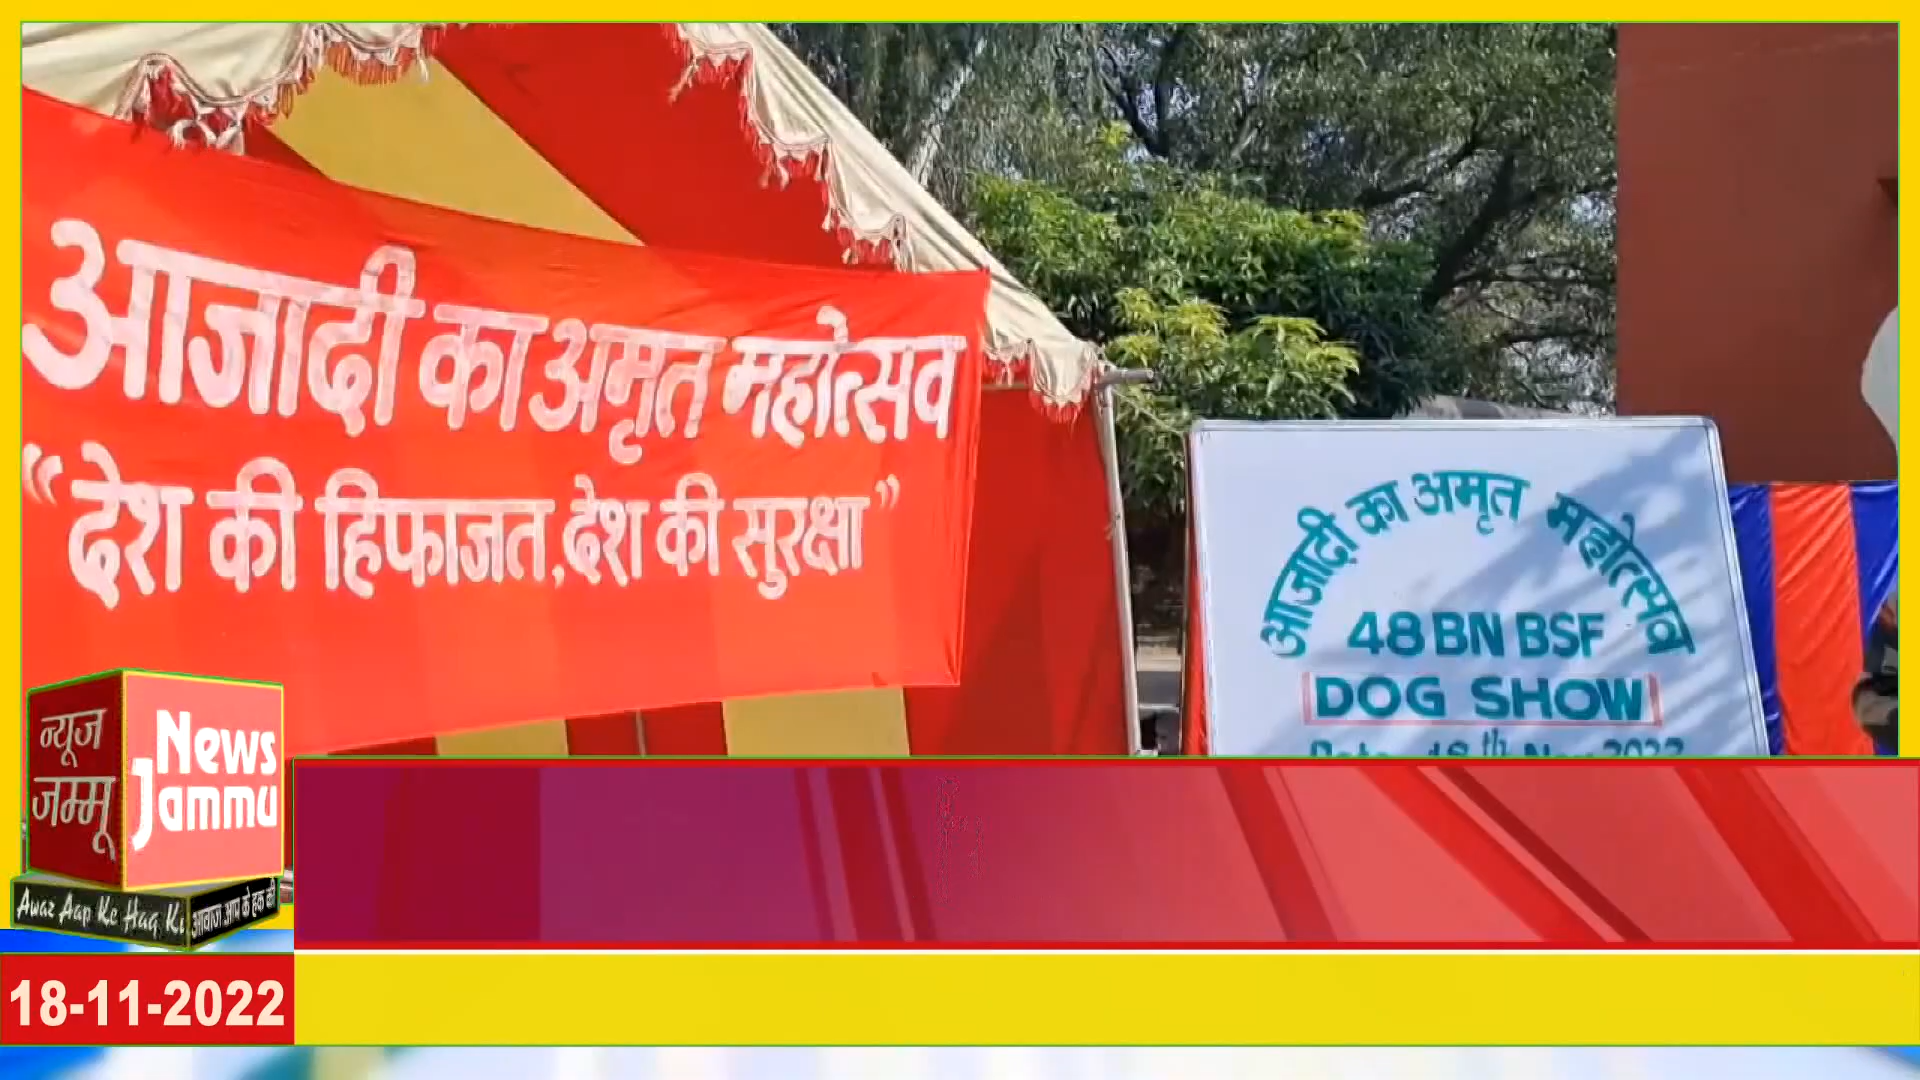 आजादी का अमृत महोत्सव
“देश की हिफाजत, देश की सुरक्षा”
आजादी का अमृत महोत्सव
48 BN BSF
DOG SHOW
न्यूज
जम्मू
News
Jammu
Awaz Aap Ke Haq Ki
आवाज आप के हक की
18-11-2022